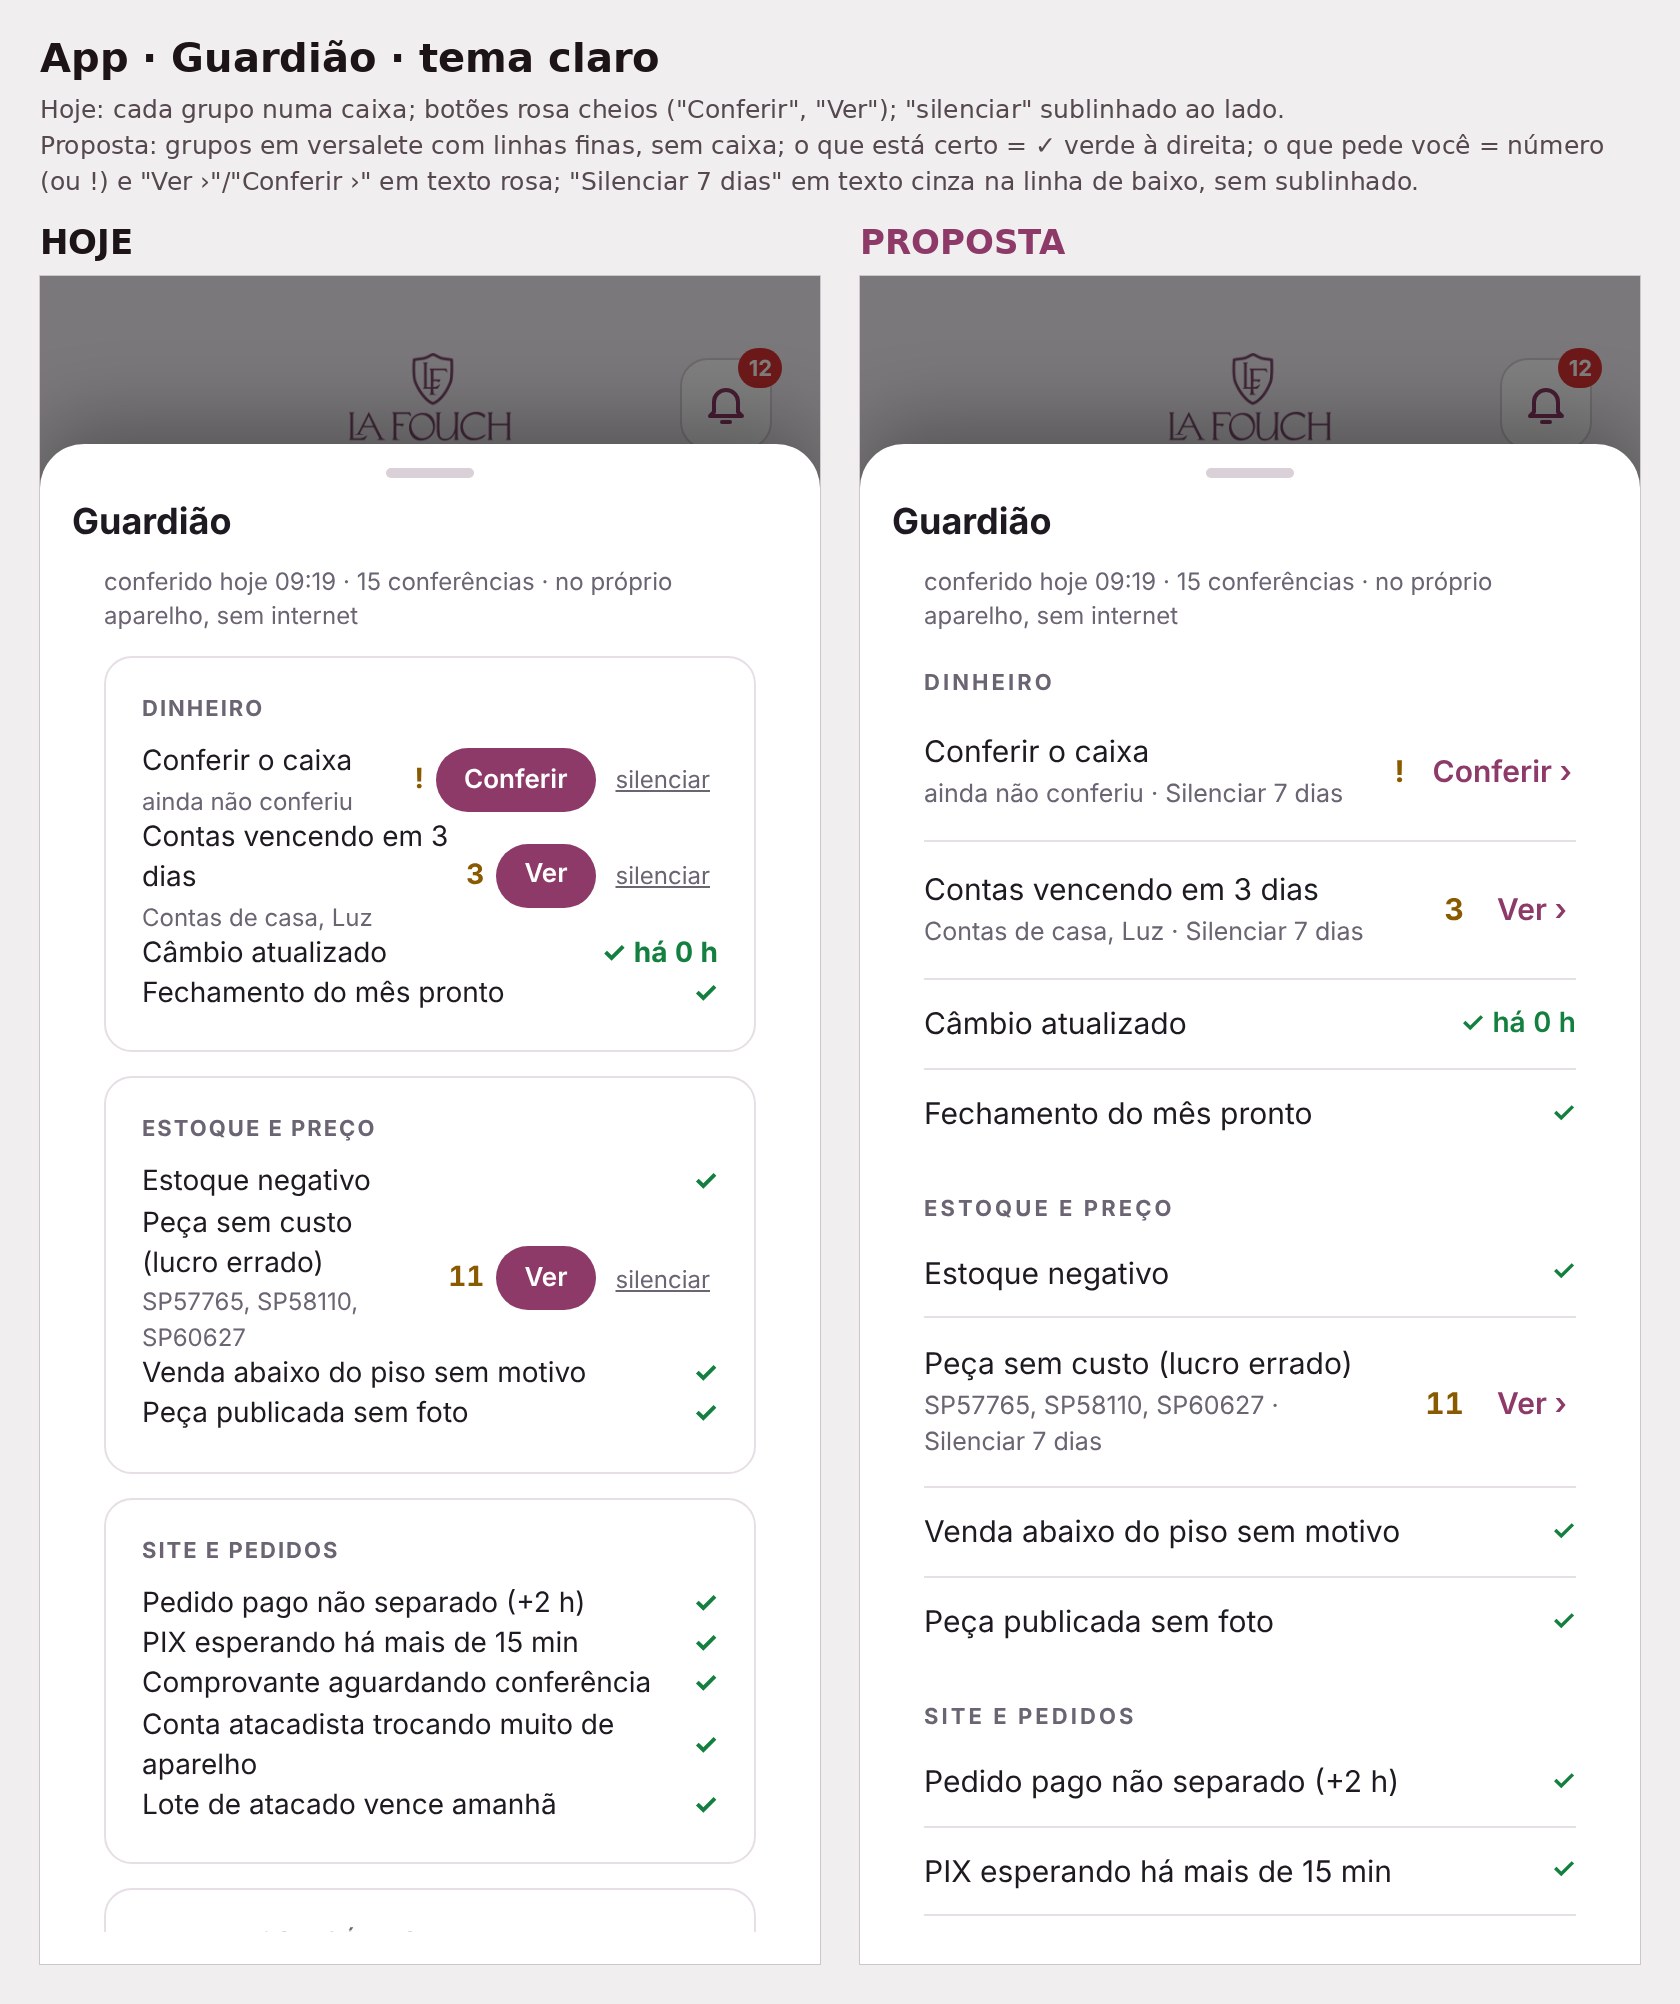 App · Guardião · tema claro
Hoje: cada grupo numa caixa; botões rosa cheios ("Conferir", "Ver"); "silenciar" sublinhado ao lado.
Proposta: grupos em versalete com linhas finas, sem caixa; o que está certo = ✓ verde à direita; o que pede você = número
(ou !) e "Ver ›"/"Conferir ›" em texto rosa; "Silenciar 7 dias" em texto cinza na linha de baixo, sem sublinhado.
HOJE
LF
LA FOUCH
12
Guardião
conferido hoje 09:19 · 15 conferências · no próprio
aparelho, sem internet
DINHEIRO
Conferir o caixa
ainda não conferiu
! Conferir silenciar
Contas vencendo em 3
dias
Contas de casa, Luz
3 Ver silenciar
Câmbio atualizado ✓ há 0 h
Fechamento do mês pronto ✓
ESTOQUE E PREÇO
Estoque negativo ✓
Peça sem custo
(lucro errado)
SP57765, SP58110,
SP60627
11 Ver silenciar
Venda abaixo do piso sem motivo ✓
Peça publicada sem foto ✓
SITE E PEDIDOS
Pedido pago não separado (+2 h) ✓
PIX esperando há mais de 15 min ✓
Comprovante aguardando conferência ✓
Conta atacadista trocando muito de
aparelho ✓
Lote de atacado vence amanhã ✓
PROPOSTA
LF
LA FOUCH
12
Guardião
conferido hoje 09:19 · 15 conferências · no próprio
aparelho, sem internet
DINHEIRO
Conferir o caixa
ainda não conferiu · Silenciar 7 dias
! Conferir ›
Contas vencendo em 3 dias
Contas de casa, Luz · Silenciar 7 dias
3 Ver ›
Câmbio atualizado ✓ há 0 h
Fechamento do mês pronto ✓
ESTOQUE E PREÇO
Estoque negativo ✓
Peça sem custo (lucro errado)
SP57765, SP58110, SP60627 ·
Silenciar 7 dias
11 Ver ›
Venda abaixo do piso sem motivo ✓
Peça publicada sem foto ✓
SITE E PEDIDOS
Pedido pago não separado (+2 h) ✓
PIX esperando há mais de 15 min ✓